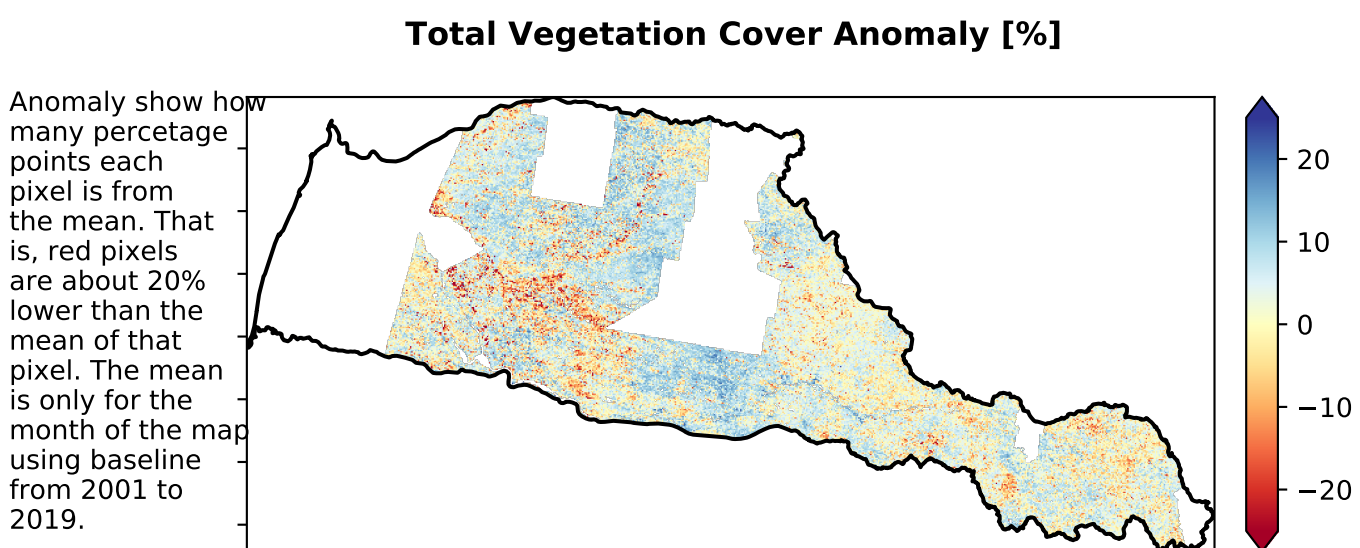 Total Vegetation Cover Anomaly [%]
Anomaly show how
many percetage
points each
pixel is from
the mean. That
is, red pixels
are about 20%
lower than the
mean of that
pixel. The mean
is only for the
month of the map
using baseline
from 2001 to
2019.
20
10
0
−10
−20